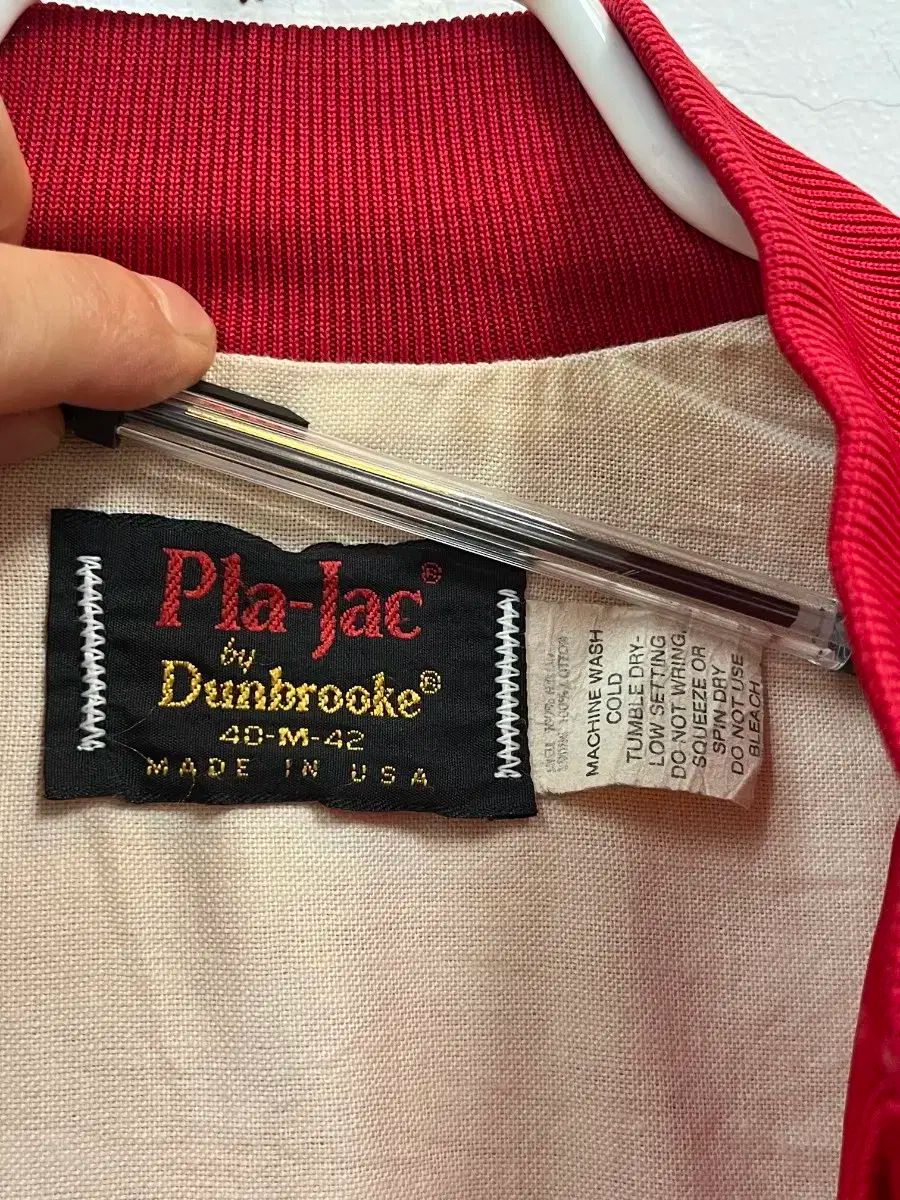 Pla-Jac®
by
Dunbrooke®
40-M-42
MADE IN USA
100%
MACHINE WASH
COLD
TUMBLE DRY-
LOW SETTING
DO NOT WRING,
SQUEEZE OR
SPIN-DRY
DO NOT USE
BLEACH